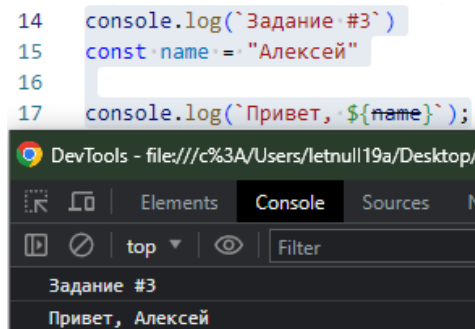 14 console.log(`Задание #3`)
15 const name = "Алексей"
16
17 console.log(`Привет, ${name}`);
DevTools - file:///c%3A/Users/letnull19a/Desktop/
Elements Console Sources
top Filter
Задание #3
Привет, Алексей